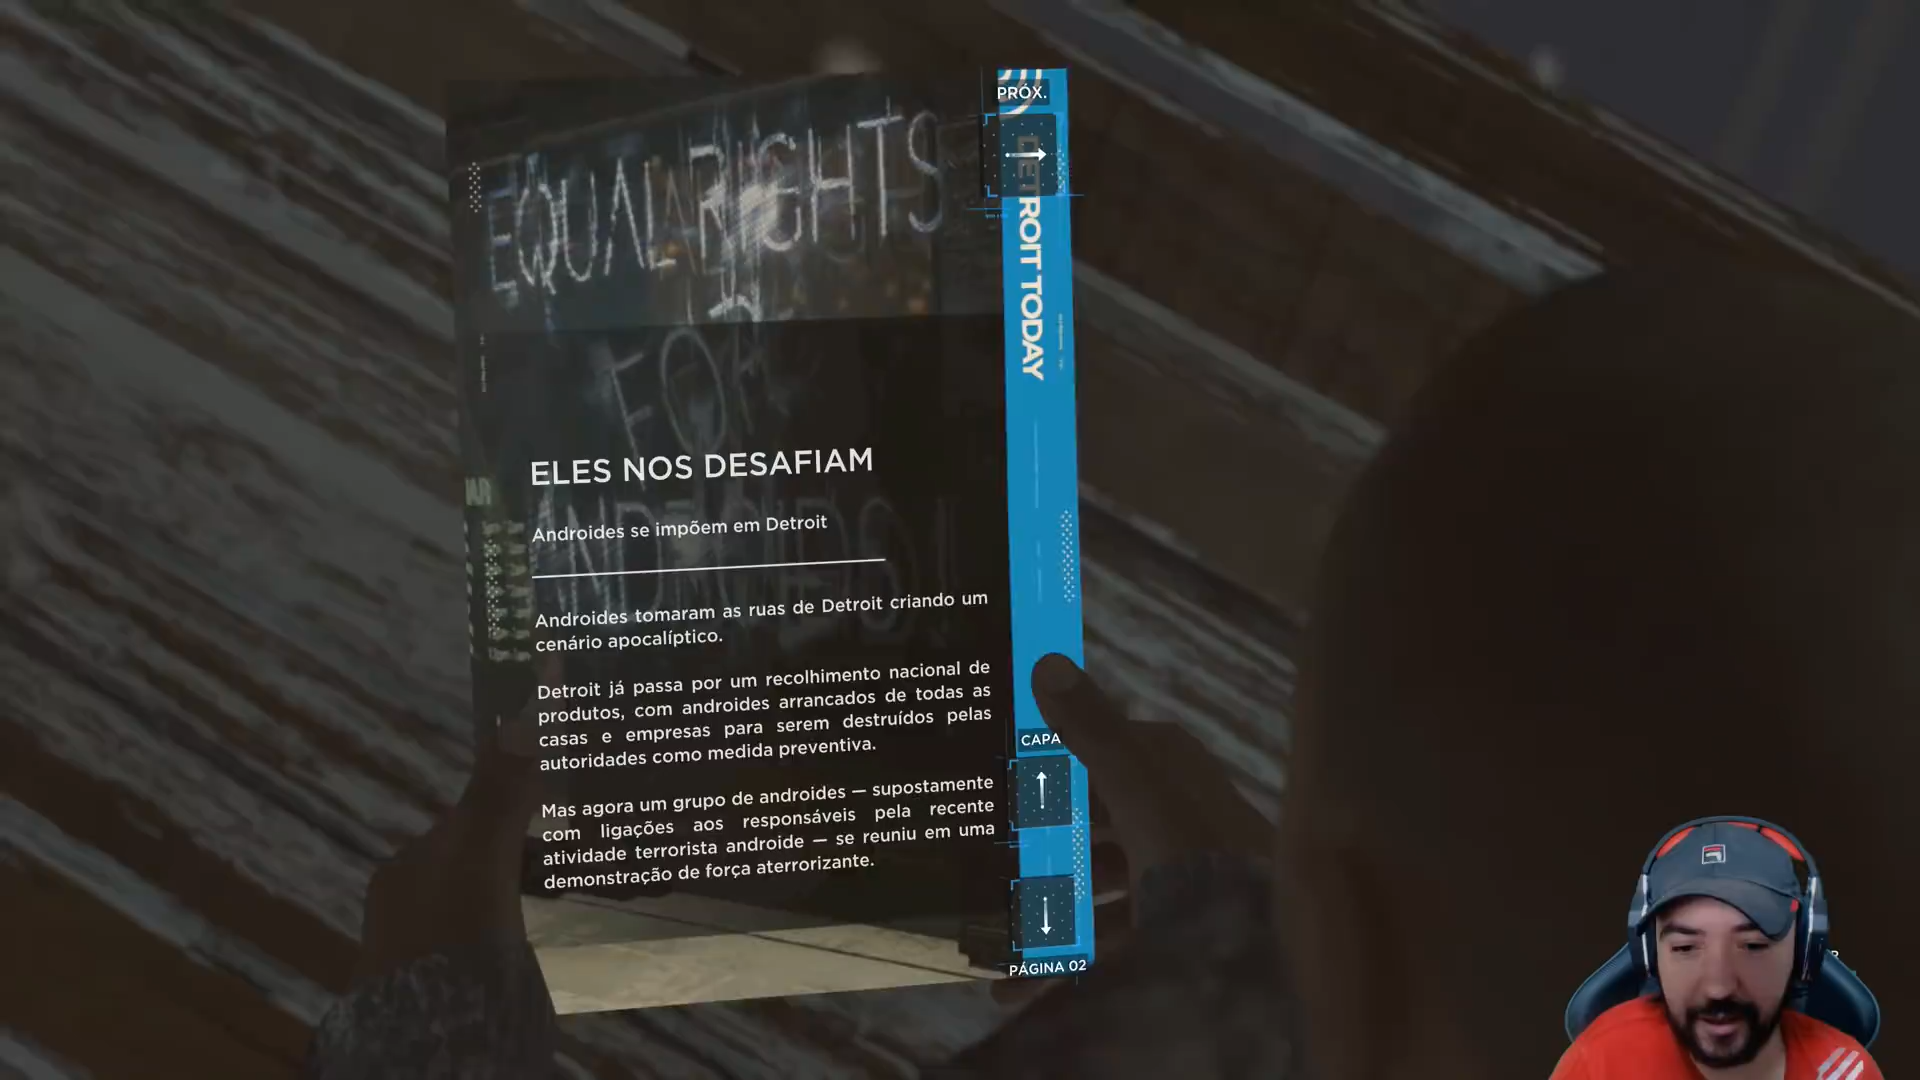 PRÓX.
EQUAL RIGHTS
FOR
ANDROIDS!
DETROIT TODAY
ELES NOS DESAFIAM
Androides se impõem em Detroit
Androides tomaram as ruas de Detroit criando um
cenário apocalíptico.
Detroit já passa por um recolhimento nacional de
produtos, com androides arrancados de todas as
casas e empresas para serem destruídos pelas
autoridades como medida preventiva.
Mas agora um grupo de androides — supostamente
com ligações aos responsáveis pela recente
atividade terrorista androide — se reuniu em uma
demonstração de força aterrorizante.
CAPA
PÁGINA 02